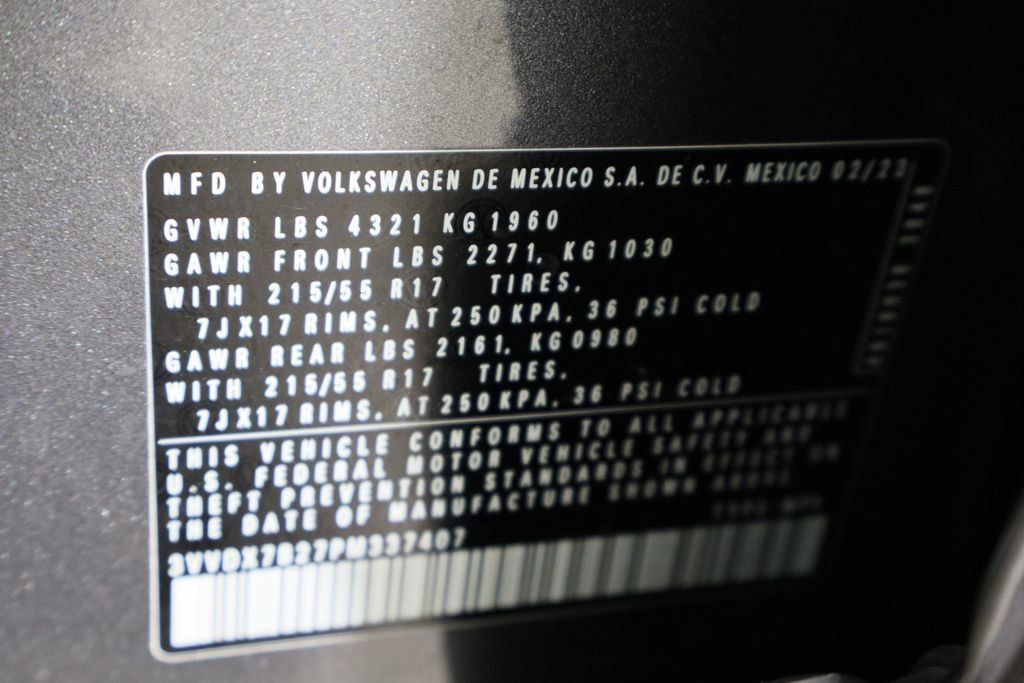 MFD BY VOLKSWAGEN DE MEXICO S.A. DE C.V. MEXICO 02/23
GVWR LBS 4321 KG 1960
GAWR FRONT LBS 2271, KG 1030
WITH 215/55 R17 TIRES,
7JX17 RIMS, AT 250 KPA, 36 PSI COLD
GAWR REAR LBS 2161, KG 0980
WITH 215/55 R17 TIRES,
7JX17 RIMS, AT 250 KPA, 36 PSI COLD
THIS VEHICLE CONFORMS TO ALL APPLICABLE
U.S. FEDERAL MOTOR VEHICLE SAFETY AND
THEFT PREVENTION STANDARDS IN EFFECT ON
THE DATE OF MANUFACTURE SHOWN ABOVE
TYPE MPV
3VVDX7B27PM337407